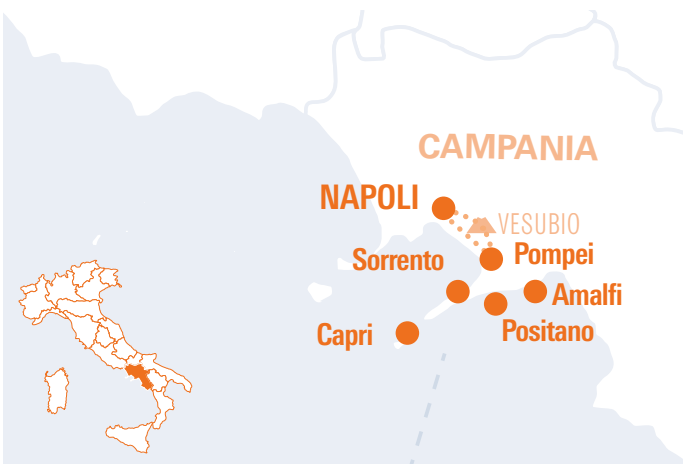 CAMPANIA
NAPOLI
VESUBIO
Pompei
Sorrento
Amalfi
Positano
Capri